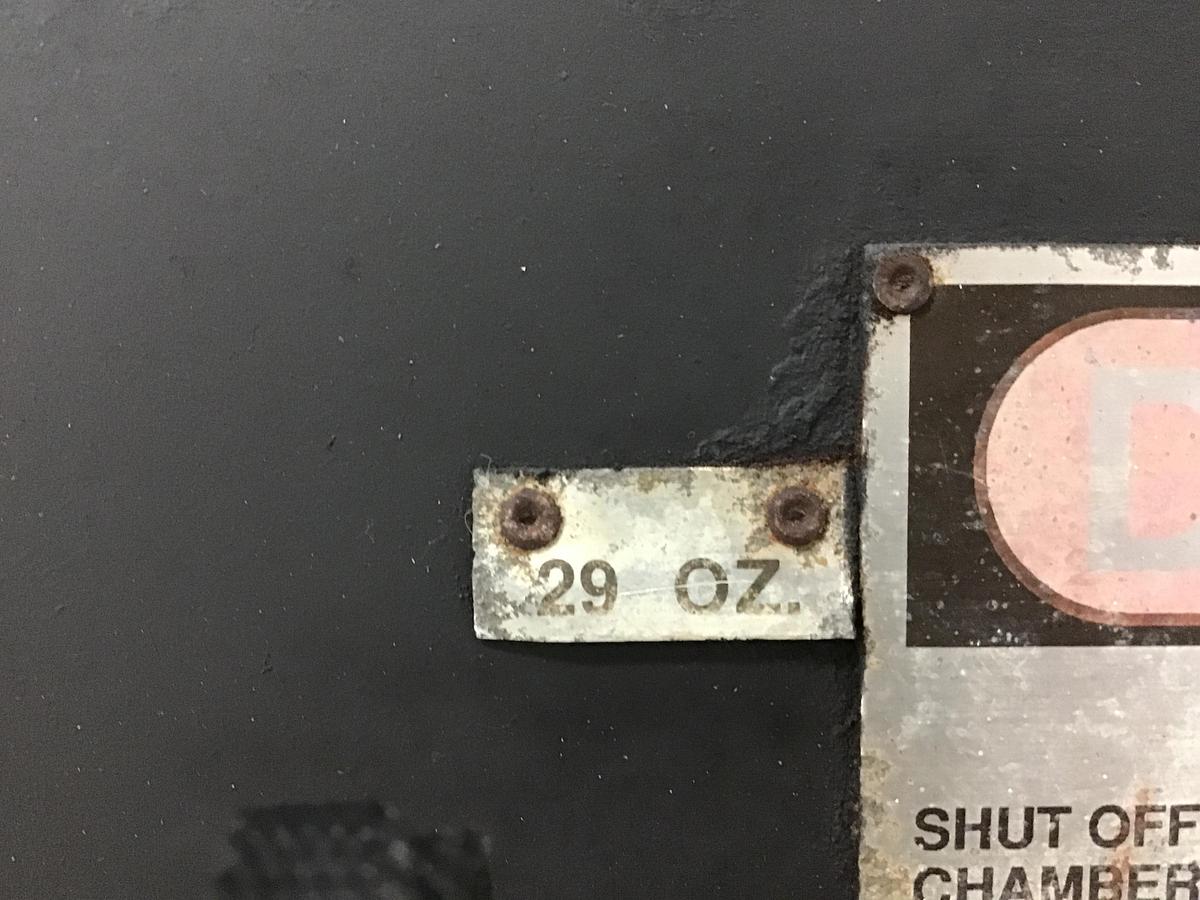 29 OZ.
D
SHUT OFF
CHAMBER